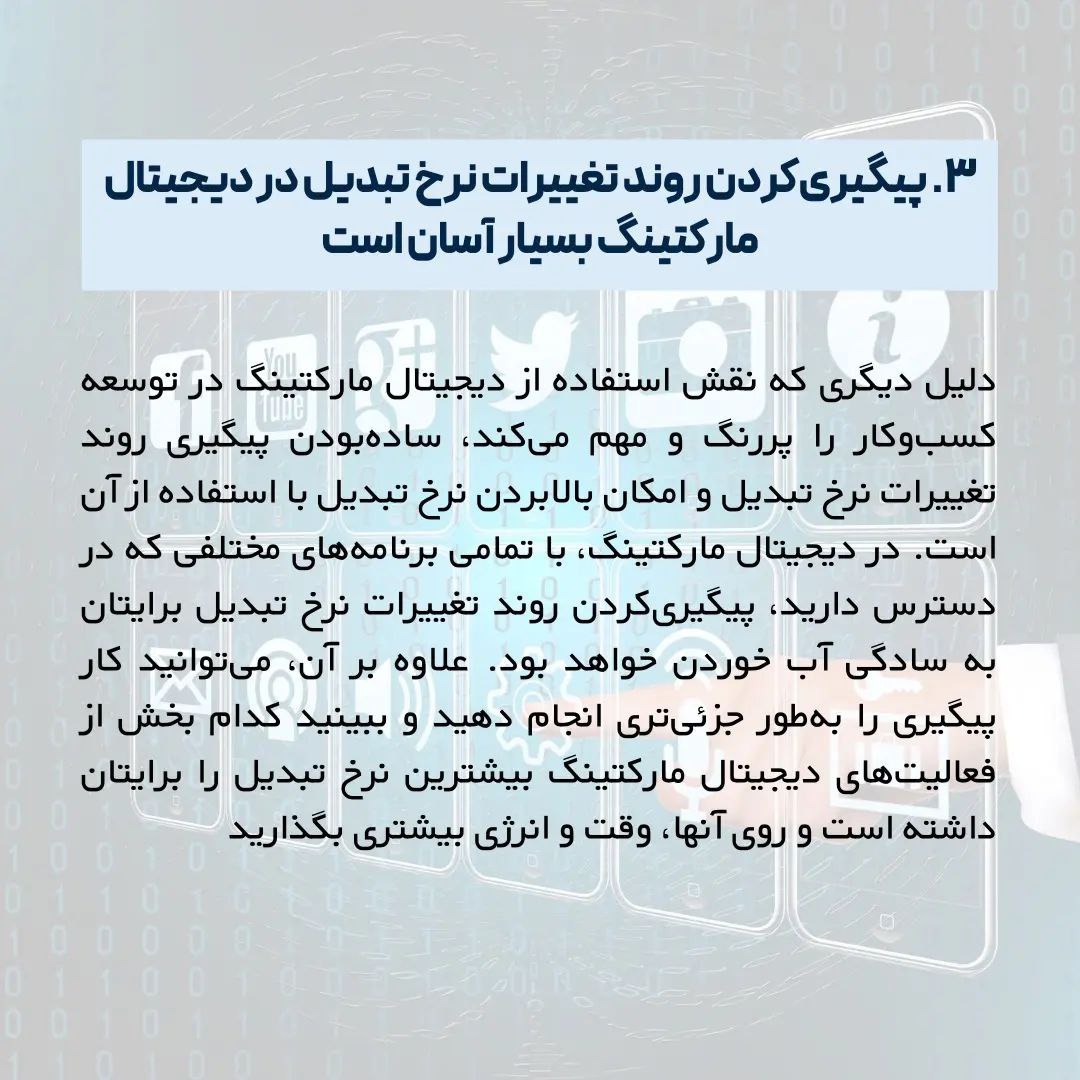 ۳. پیگیری‌کردن روند تغییرات نرخ تبدیل در دیجیتال
مارکتینگ بسیار آسان است
You
Tube
g+
دلیل دیگری که نقش استفاده از دیجیتال مارکتینگ در توسعه
کسب‌وکار را پررنگ و مهم می‌کند، ساده‌بودن پیگیری روند
تغییرات نرخ تبدیل و امکان بالابردن نرخ تبدیل با استفاده از آن
است. در دیجیتال مارکتینگ، با تمامی برنامه‌های مختلفی که در
دسترس دارید، پیگیری‌کردن روند تغییرات نرخ تبدیل برایتان
به سادگی آب خوردن خواهد بود. علاوه بر آن، می‌توانید کار
پیگیری را به‌طور جزئی‌تری انجام دهید و ببینید کدام بخش از
فعالیت‌های دیجیتال مارکتینگ بیشترین نرخ تبدیل را برایتان
داشته است و روی آنها، وقت و انرژی بیشتری بگذارید